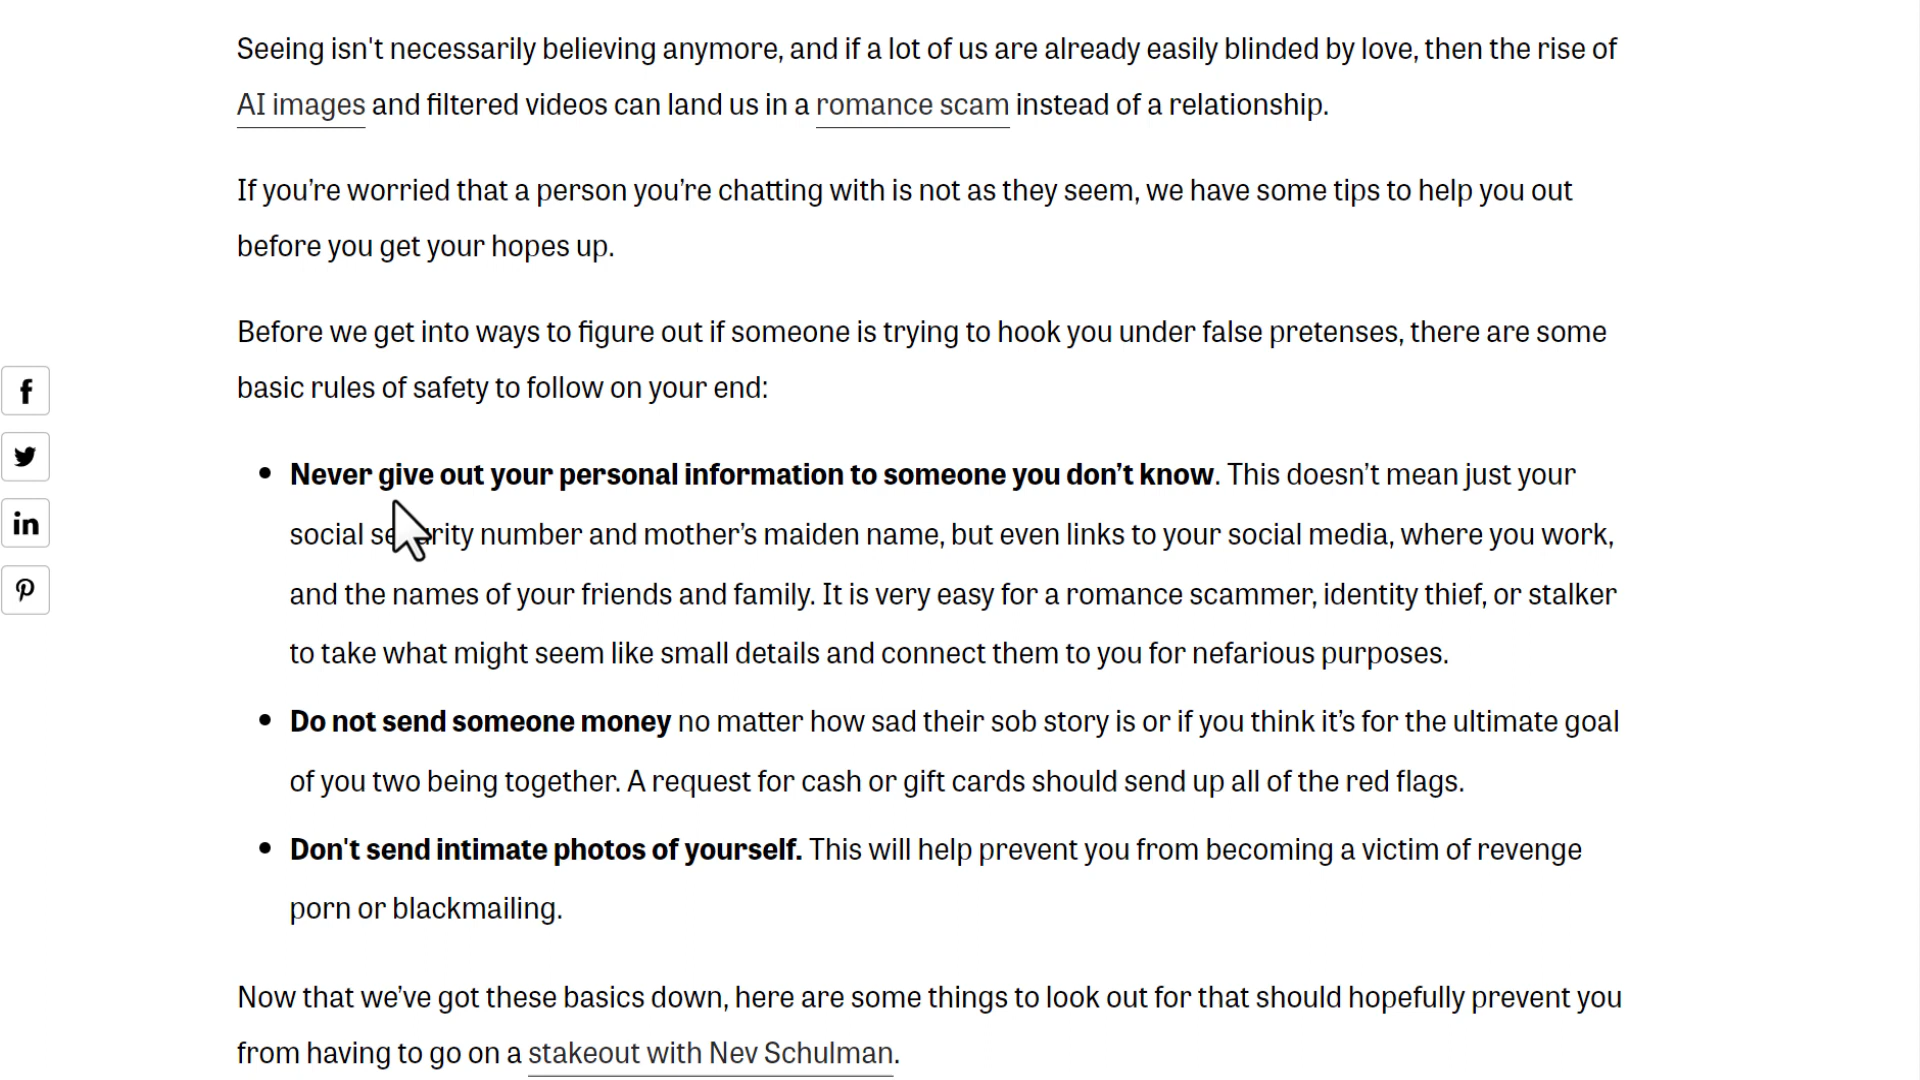 Seeing isn't necessarily believing anymore, and if a lot of us are already easily blinded by love, then the rise of
AI images and filtered videos can land us in a romance scam instead of a relationship.
If you’re worried that a person you’re chatting with is not as they seem, we have some tips to help you out
before you get your hopes up.
Before we get into ways to figure out if someone is trying to hook you under false pretenses, there are some
basic rules of safety to follow on your end:
Never give out your personal information to someone you don’t know. This doesn’t mean just your
social security number and mother’s maiden name, but even links to your social media, where you work,
and the names of your friends and family. It is very easy for a romance scammer, identity thief, or stalker
to take what might seem like small details and connect them to you for nefarious purposes.
Do not send someone money no matter how sad their sob story is or if you think it’s for the ultimate goal
of you two being together. A request for cash or gift cards should send up all of the red flags.
Don't send intimate photos of yourself. This will help prevent you from becoming a victim of revenge
porn or blackmailing.
Now that we’ve got these basics down, here are some things to look out for that should hopefully prevent you
from having to go on a stakeout with Nev Schulman.